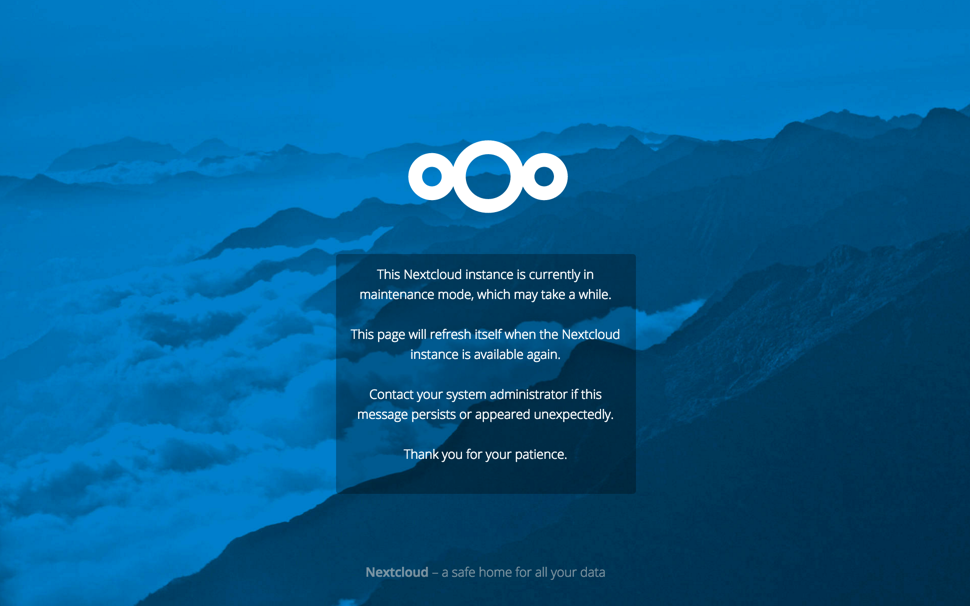 This Nextcloud instance is currently in
maintenance mode, which may take a while.
This page will refresh itself when the Nextcloud
instance is available again.
Contact your system administrator if this
message persists or appeared unexpectedly.
Thank you for your patience.
Nextcloud – a safe home for all your data